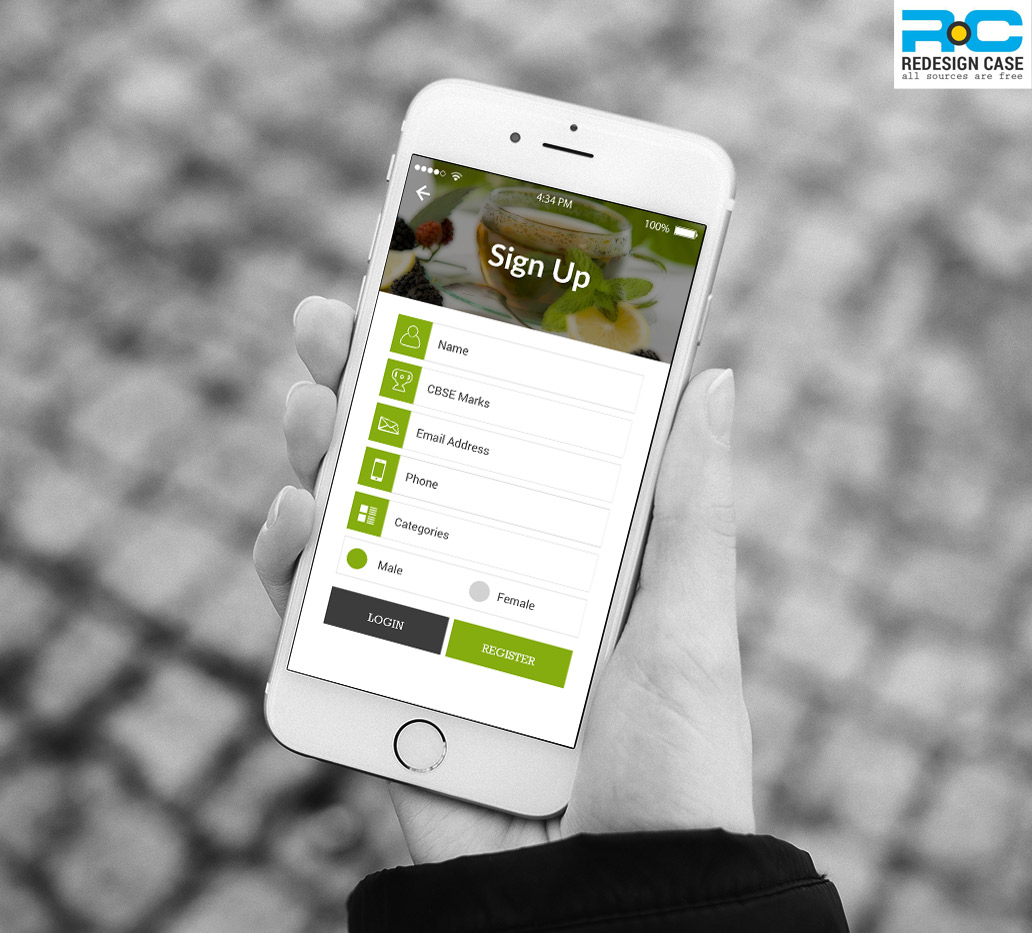 RC
REDESIGN CASE
all sources are free
4:34 PM
100%
Sign Up
Name
CBSE Marks
Email Address
Phone
Categories
Male
Female
LOGIN
REGISTER